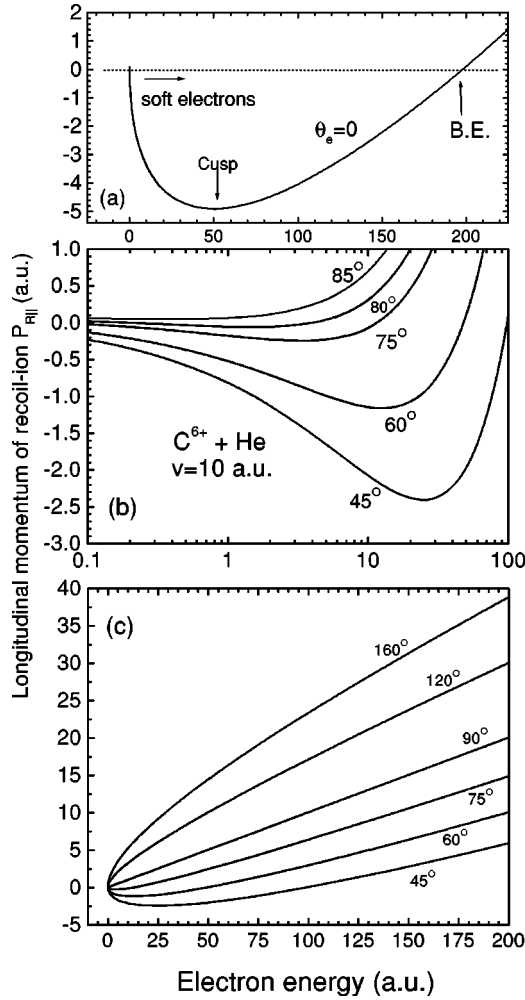 2
1
0
-1
-2
-3
-4
-5
soft electrons
Cusp
θe=0
B.E.
(a)
0 50 100 150 200
Longitudinal momentum of recoil-ion PR|| (a.u.)
1.0
0.5
0.0
-0.5
-1.0
-1.5
-2.0
-2.5
-3.0
85°
80°
75°
60°
45°
C6+ + He
v=10 a.u.
(b)
0.1 1 10 100
40
35
30
25
20
15
10
5
0
-5
(c)
160°
120°
90°
75°
60°
45°
0 25 50 75 100 125 150 175 200
Electron energy (a.u.)